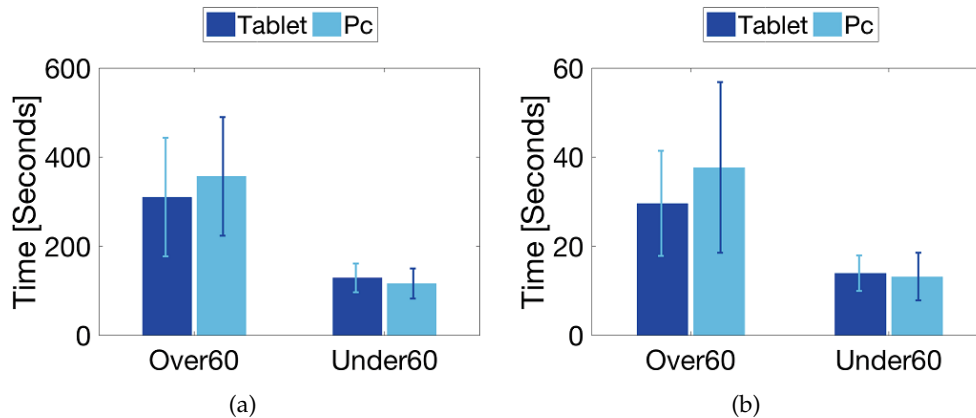 Tablet Pc
Time [Seconds]
600
400
200
0
Over60 Under60
(a)
Tablet Pc
Time [Seconds]
60
40
20
0
Over60 Under60
(b)